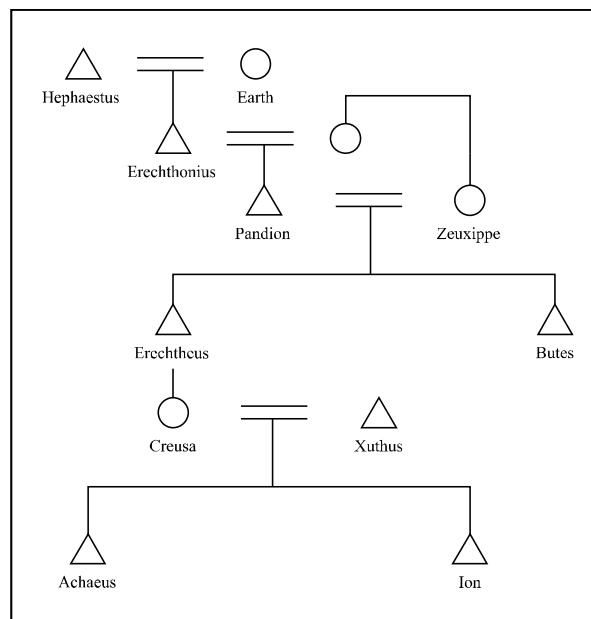 Hephaestus Earth
Erechthonius
Pandion Zeuxippe
Erechtheus Butes
Creusa Xuthus
Achaeus Ion